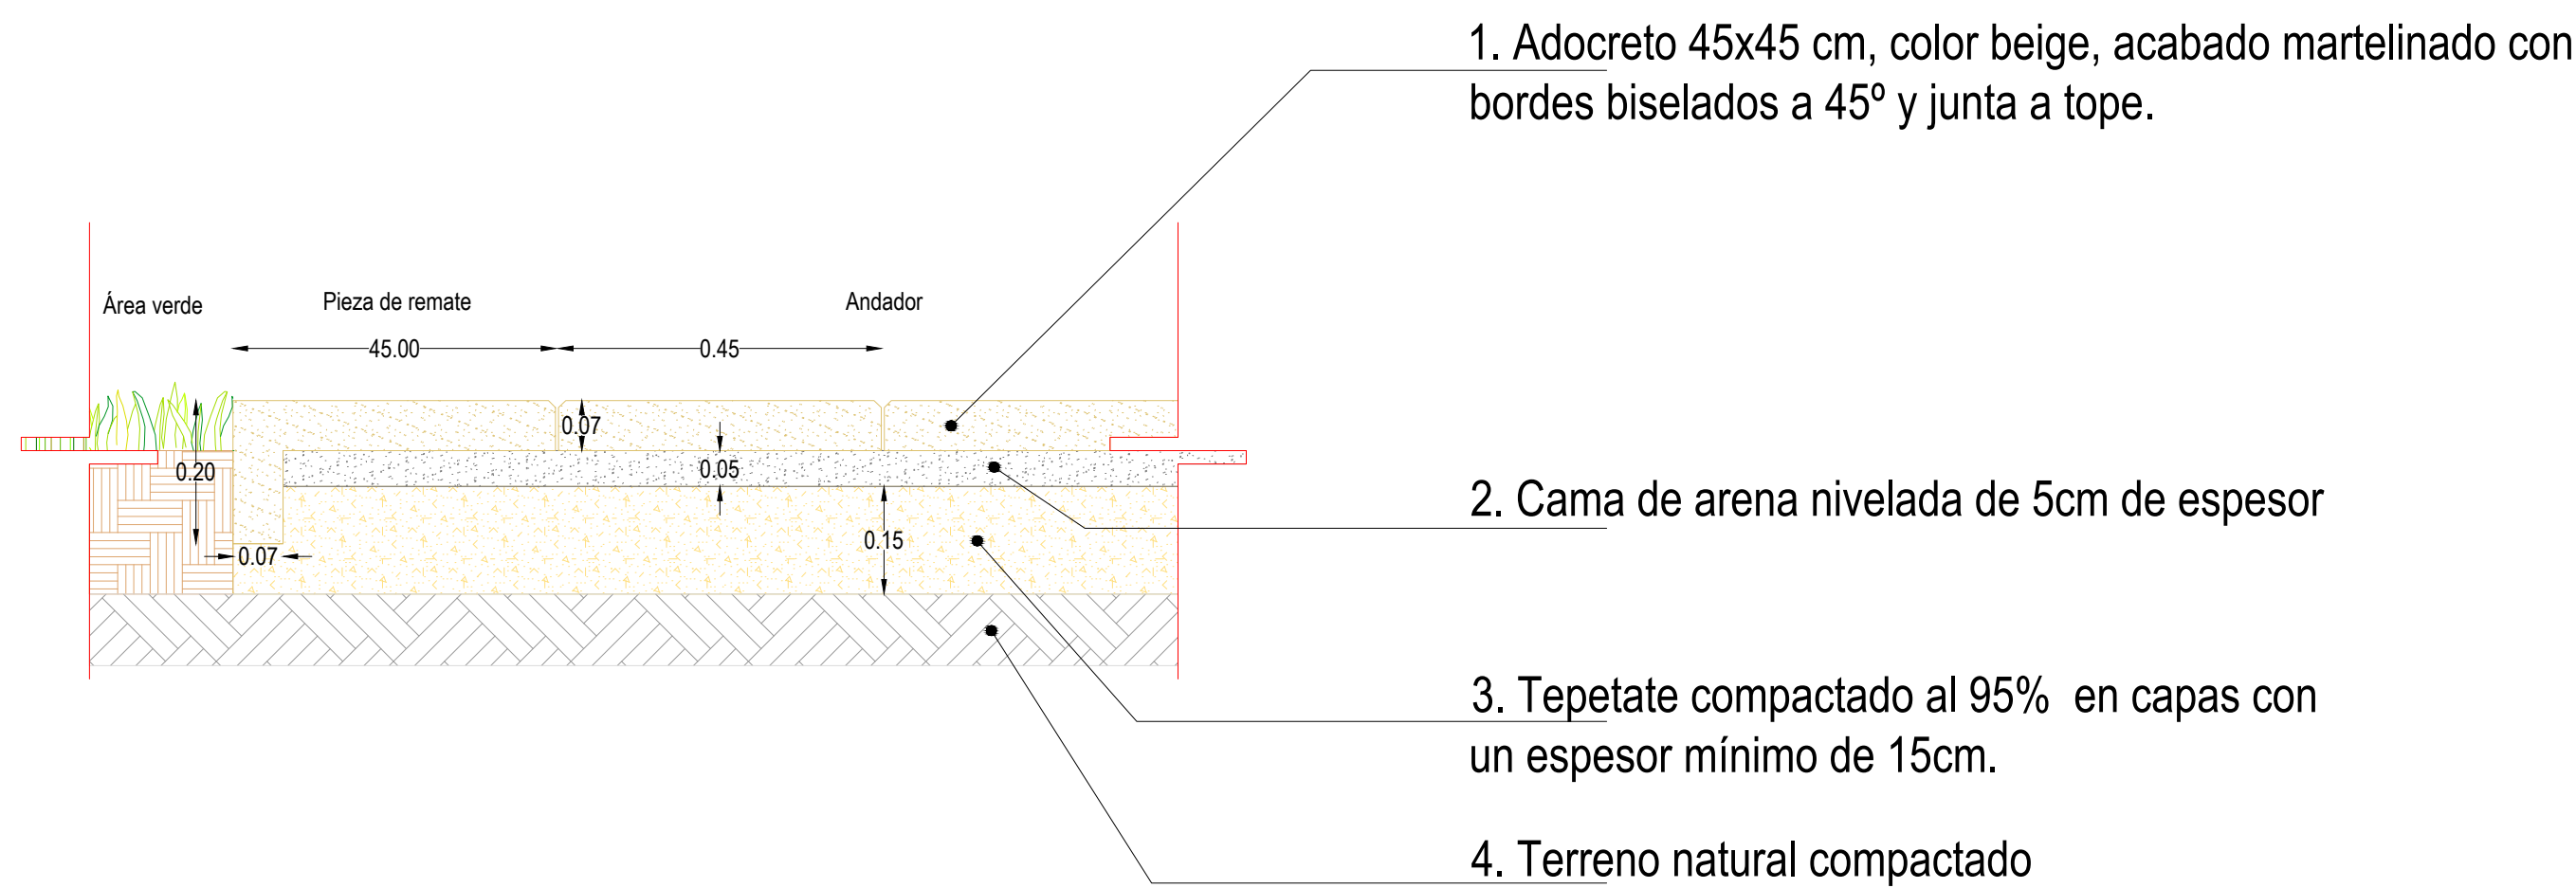 1. Adocreto 45x45 cm, color beige, acabado martelinado con
bordes biselados a 45º y junta a tope.
Área verde
Pieza de remate
Andador
45.00
0.45
0.07
0.05
0.20
0.15
0.07
2. Cama de arena nivelada de 5cm de espesor
3. Tepetate compactado al 95% en capas con
un espesor mínimo de 15cm.
4. Terreno natural compactado